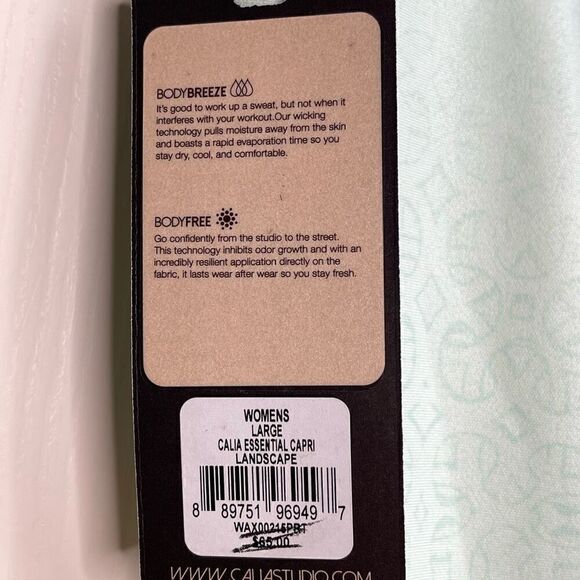 BODYBREEZE
It's good to work up a sweat, but not when it
interferes with your workout.Our wicking
technology pulls moisture away from the skin
and boasts a rapid evaporation time so you
stay dry, cool, and comfortable.
BODYFREE
Go confidently from the studio to the street.
This technology inhibits odor growth and with an
incredibly resilient application directly on the
fabric, it lasts wear after wear so you stay fresh.
WOMENS
LARGE
CALIA ESSENTIAL CAPRI
LANDSCAPE
8 89751 96949 7
WAX00215PRT
$65.00
WWW.CALIASTUDIO.COM